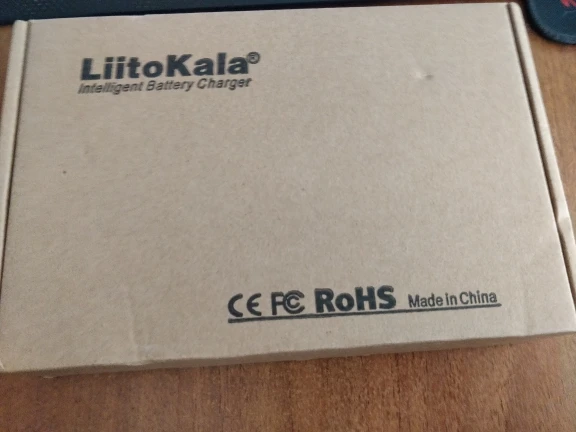 LiitoKala®
Intelligent Battery Charger
CE FC RoHS Made in China